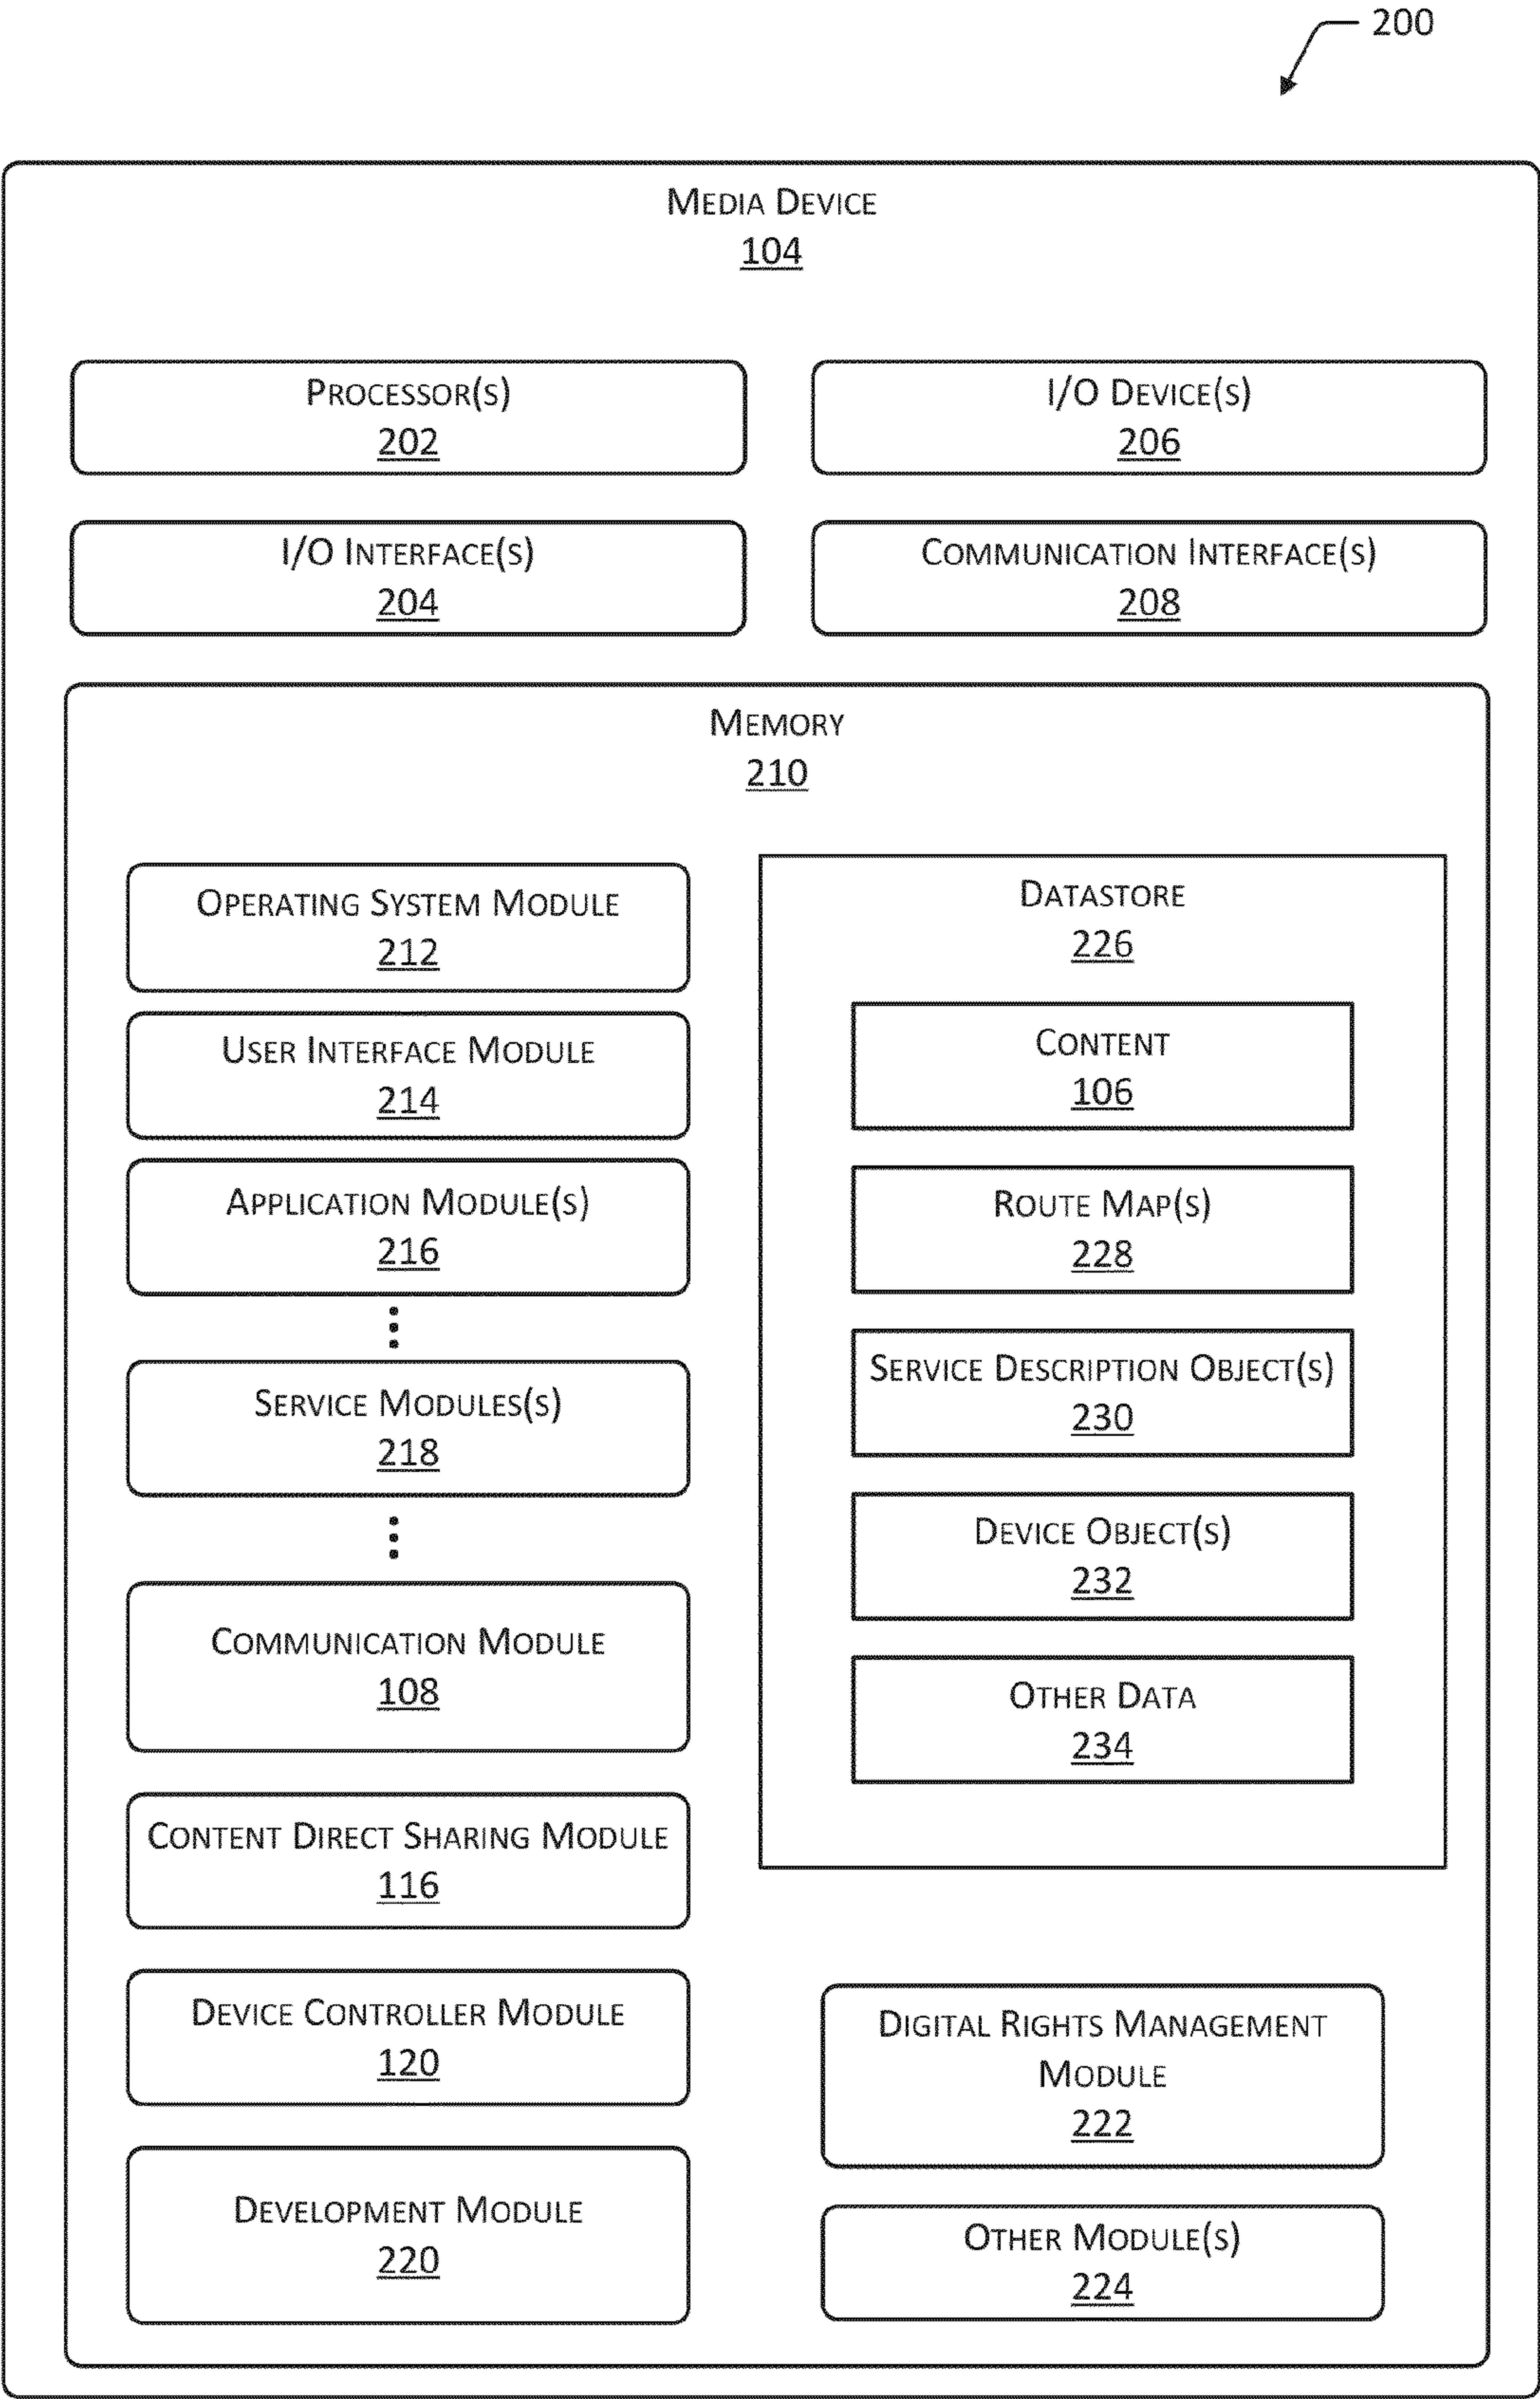 200
Media Device
104
Processor(s)
202
I/O Device(s)
206
I/O Interface(s)
204
Communication Interface(s)
208
Memory
210
Operating System Module
212
User Interface Module
214
Application Module(s)
216
Service Modules(s)
218
Communication Module
108
Content Direct Sharing Module
116
Device Controller Module
120
Development Module
220
Datastore
226
Content
106
Route Map(s)
228
Service Description Object(s)
230
Device Object(s)
232
Other Data
234
Digital Rights Management
Module
222
Other Module(s)
224